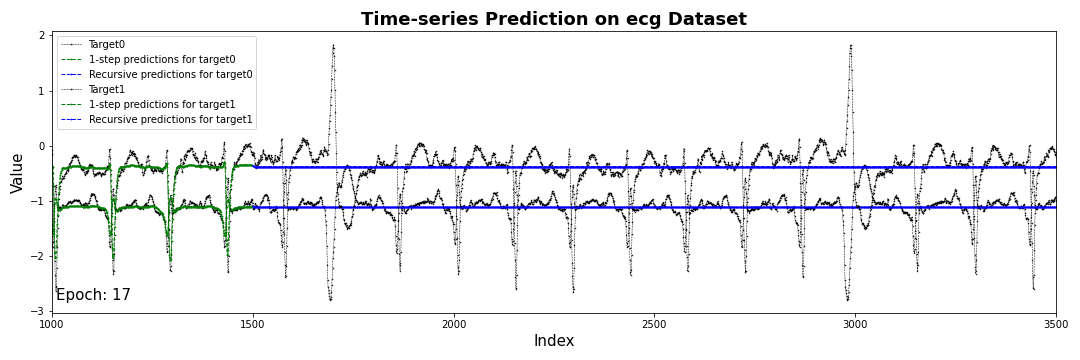 Time-series Prediction on ecg Dataset
Target0
1-step predictions for target0
Recursive predictions for target0
Target1
1-step predictions for target1
Recursive predictions for target1
Value
2
1
0
−1
−2
−3
Epoch: 17
1000
1500
2000
2500
3000
3500
Index